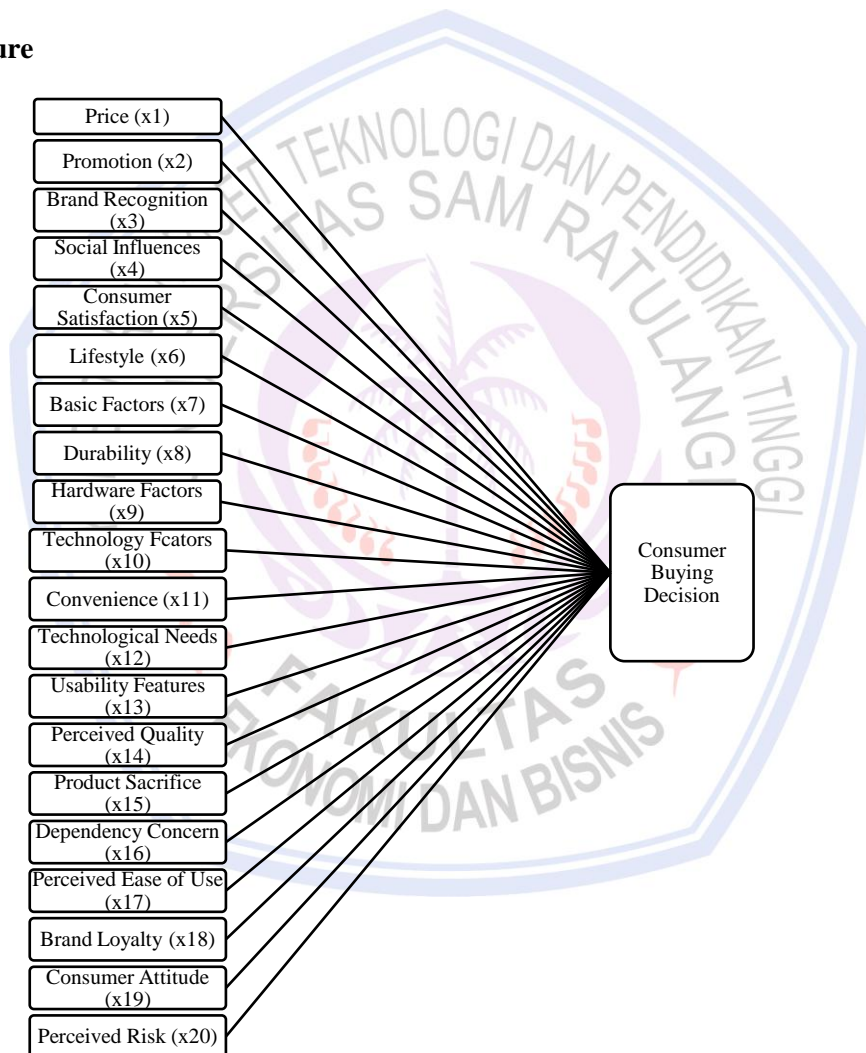 ure
Price (x1)
Promotion (x2)
Brand Recognition
(x3)
Social Influences
(x4)
Consumer
Satisfaction (x5)
Lifestyle (x6)
Basic Factors (x7)
Durability (x8)
Hardware Factors
(x9)
Technology Fcators
(x10)
Convenience (x11)
Technological Needs
(x12)
Usability Features
(x13)
Perceived Quality
(x14)
Product Sacrifice
(x15)
Dependency Concern
(x16)
Perceived Ease of Use
(x17)
Brand Loyalty (x18)
Consumer Attitude
(x19)
Perceived Risk (x20)
Consumer
Buying
Decision
TEKNOLOGI DAN PENDIDIKAN TINGGI
SAM RATULANGI
FAKULTAS
EKONOMI DAN BISNIS